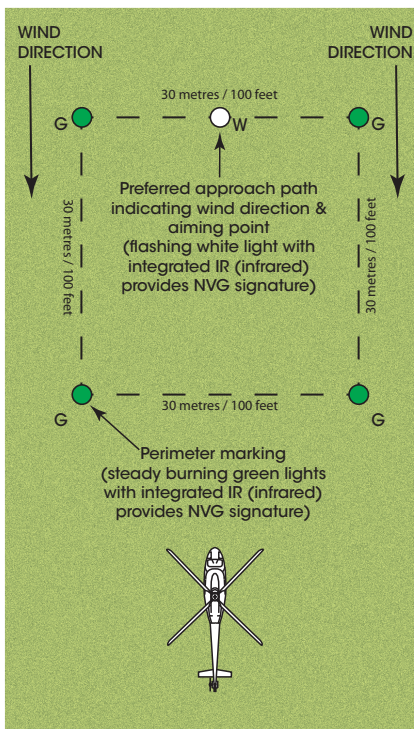 WIND
DIRECTION
WIND
DIRECTION
30 metres / 100 feet
G
W
G
Preferred approach path
indicating wind direction &
aiming point
(flashing white light with
integrated IR (infrared)
provides NVG signature)
30 metres / 100 feet
30 metres / 100 feet
30 metres / 100 feet
G
G
Perimeter marking
(steady burning green lights
with integrated IR (infrared)
provides NVG signature)